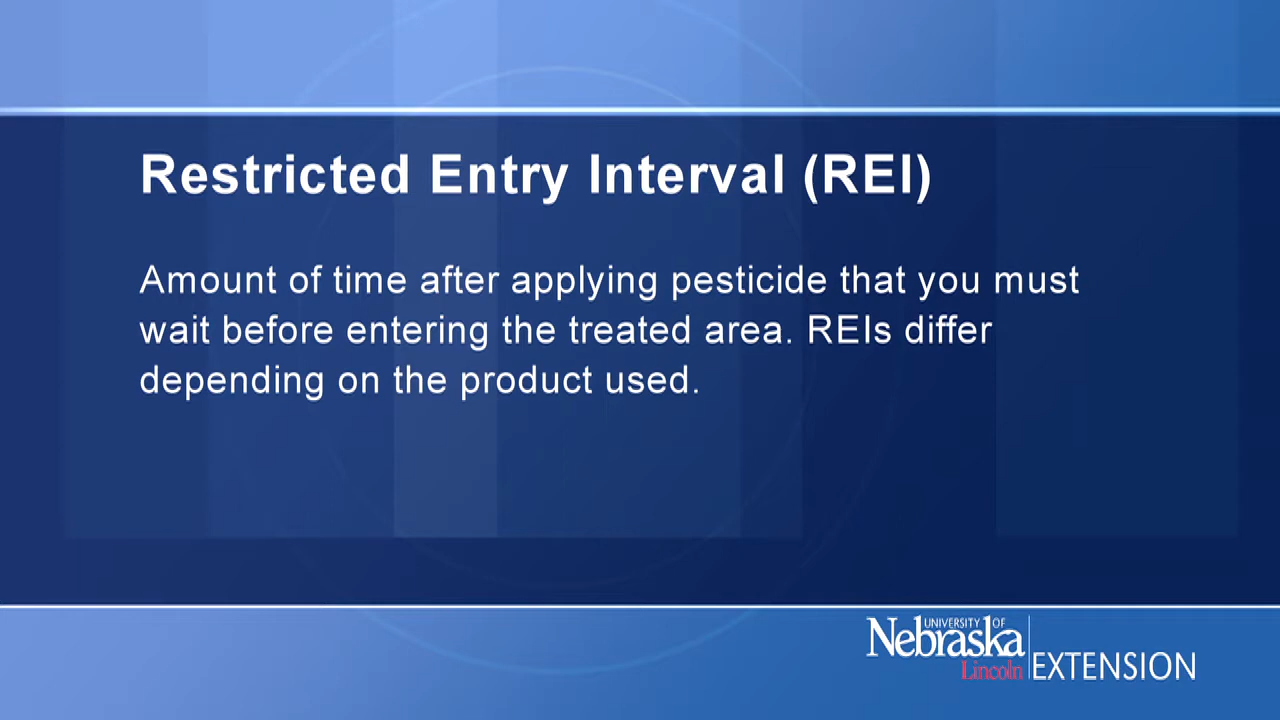 Restricted Entry Interval (REI)
Amount of time after applying pesticide that you must
wait before entering the treated area. REIs differ
depending on the product used.
UNIVERSITY OF
Nebraska
Lincoln
EXTENSION